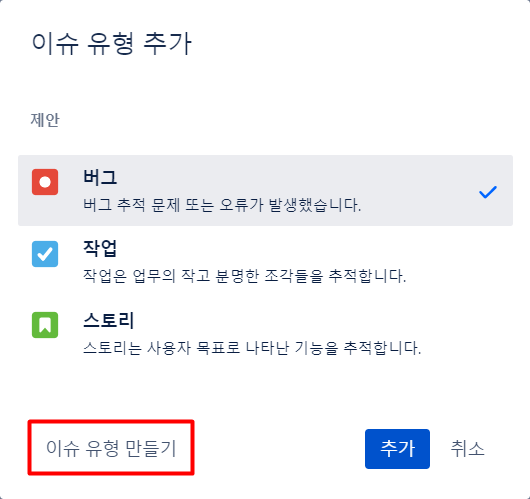 이슈 유형 추가
제안
버그
버그 추적 문제 또는 오류가 발생했습니다.
작업
작업은 업무의 작고 분명한 조각들을 추적합니다.
스토리
스토리는 사용자 목표로 나타난 기능을 추적합니다.
이슈 유형 만들기 추가 취소